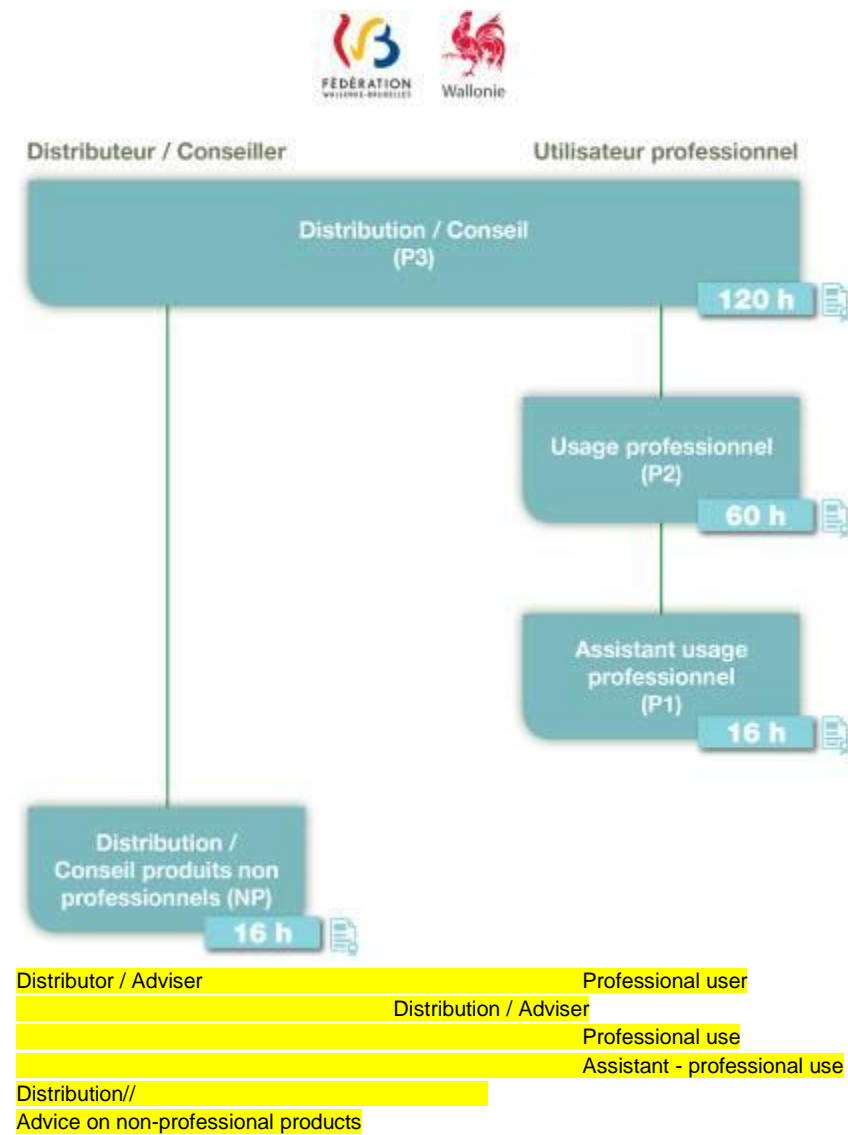 FÉDÉRATION
WALLONIE-BRUXELLES
Wallonie
Distributeur / Conseiller
Utilisateur professionnel
Distribution / Conseil
(P3)
120 h
Usage professionnel
(P2)
60 h
Assistant usage
professionnel
(P1)
16 h
Distribution /
Conseil produits non
professionnels (NP)
16 h
Distributor / Adviser Professional user
Distribution / Adviser
Professional use
Assistant - professional use
Distribution//
Advice on non-professional products